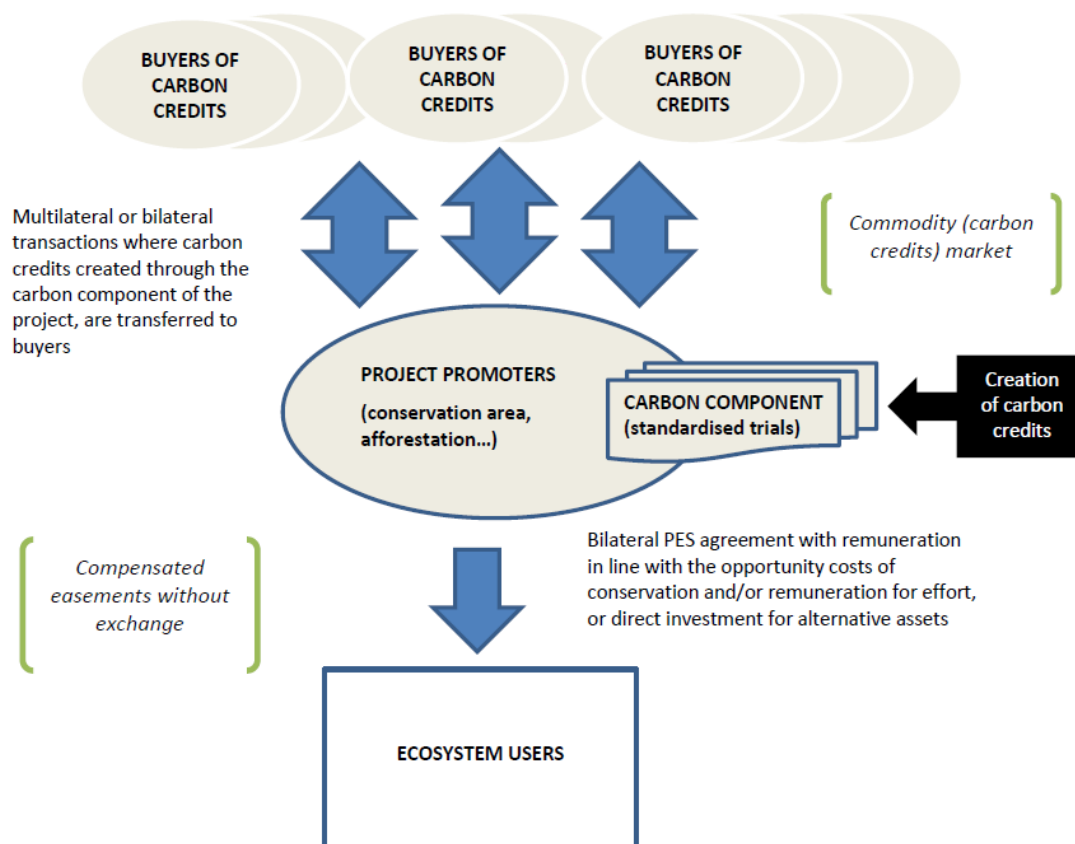 BUYERS OF
CARBON
CREDITS
BUYERS OF
CARBON
CREDITS
BUYERS OF
CARBON
CREDITS
Multilateral or bilateral
transactions where carbon
credits created through the
carbon component of the
project, are transferred to
buyers
Commodity (carbon
credits) market
PROJECT PROMOTERS
(conservation area,
afforestation...)
CARBON COMPONENT
(standardised trials)
Creation
of carbon
credits
Compensated
easements without
exchange
Bilateral PES agreement with remuneration
in line with the opportunity costs of
conservation and/or remuneration for effort,
or direct investment for alternative assets
ECOSYSTEM USERS